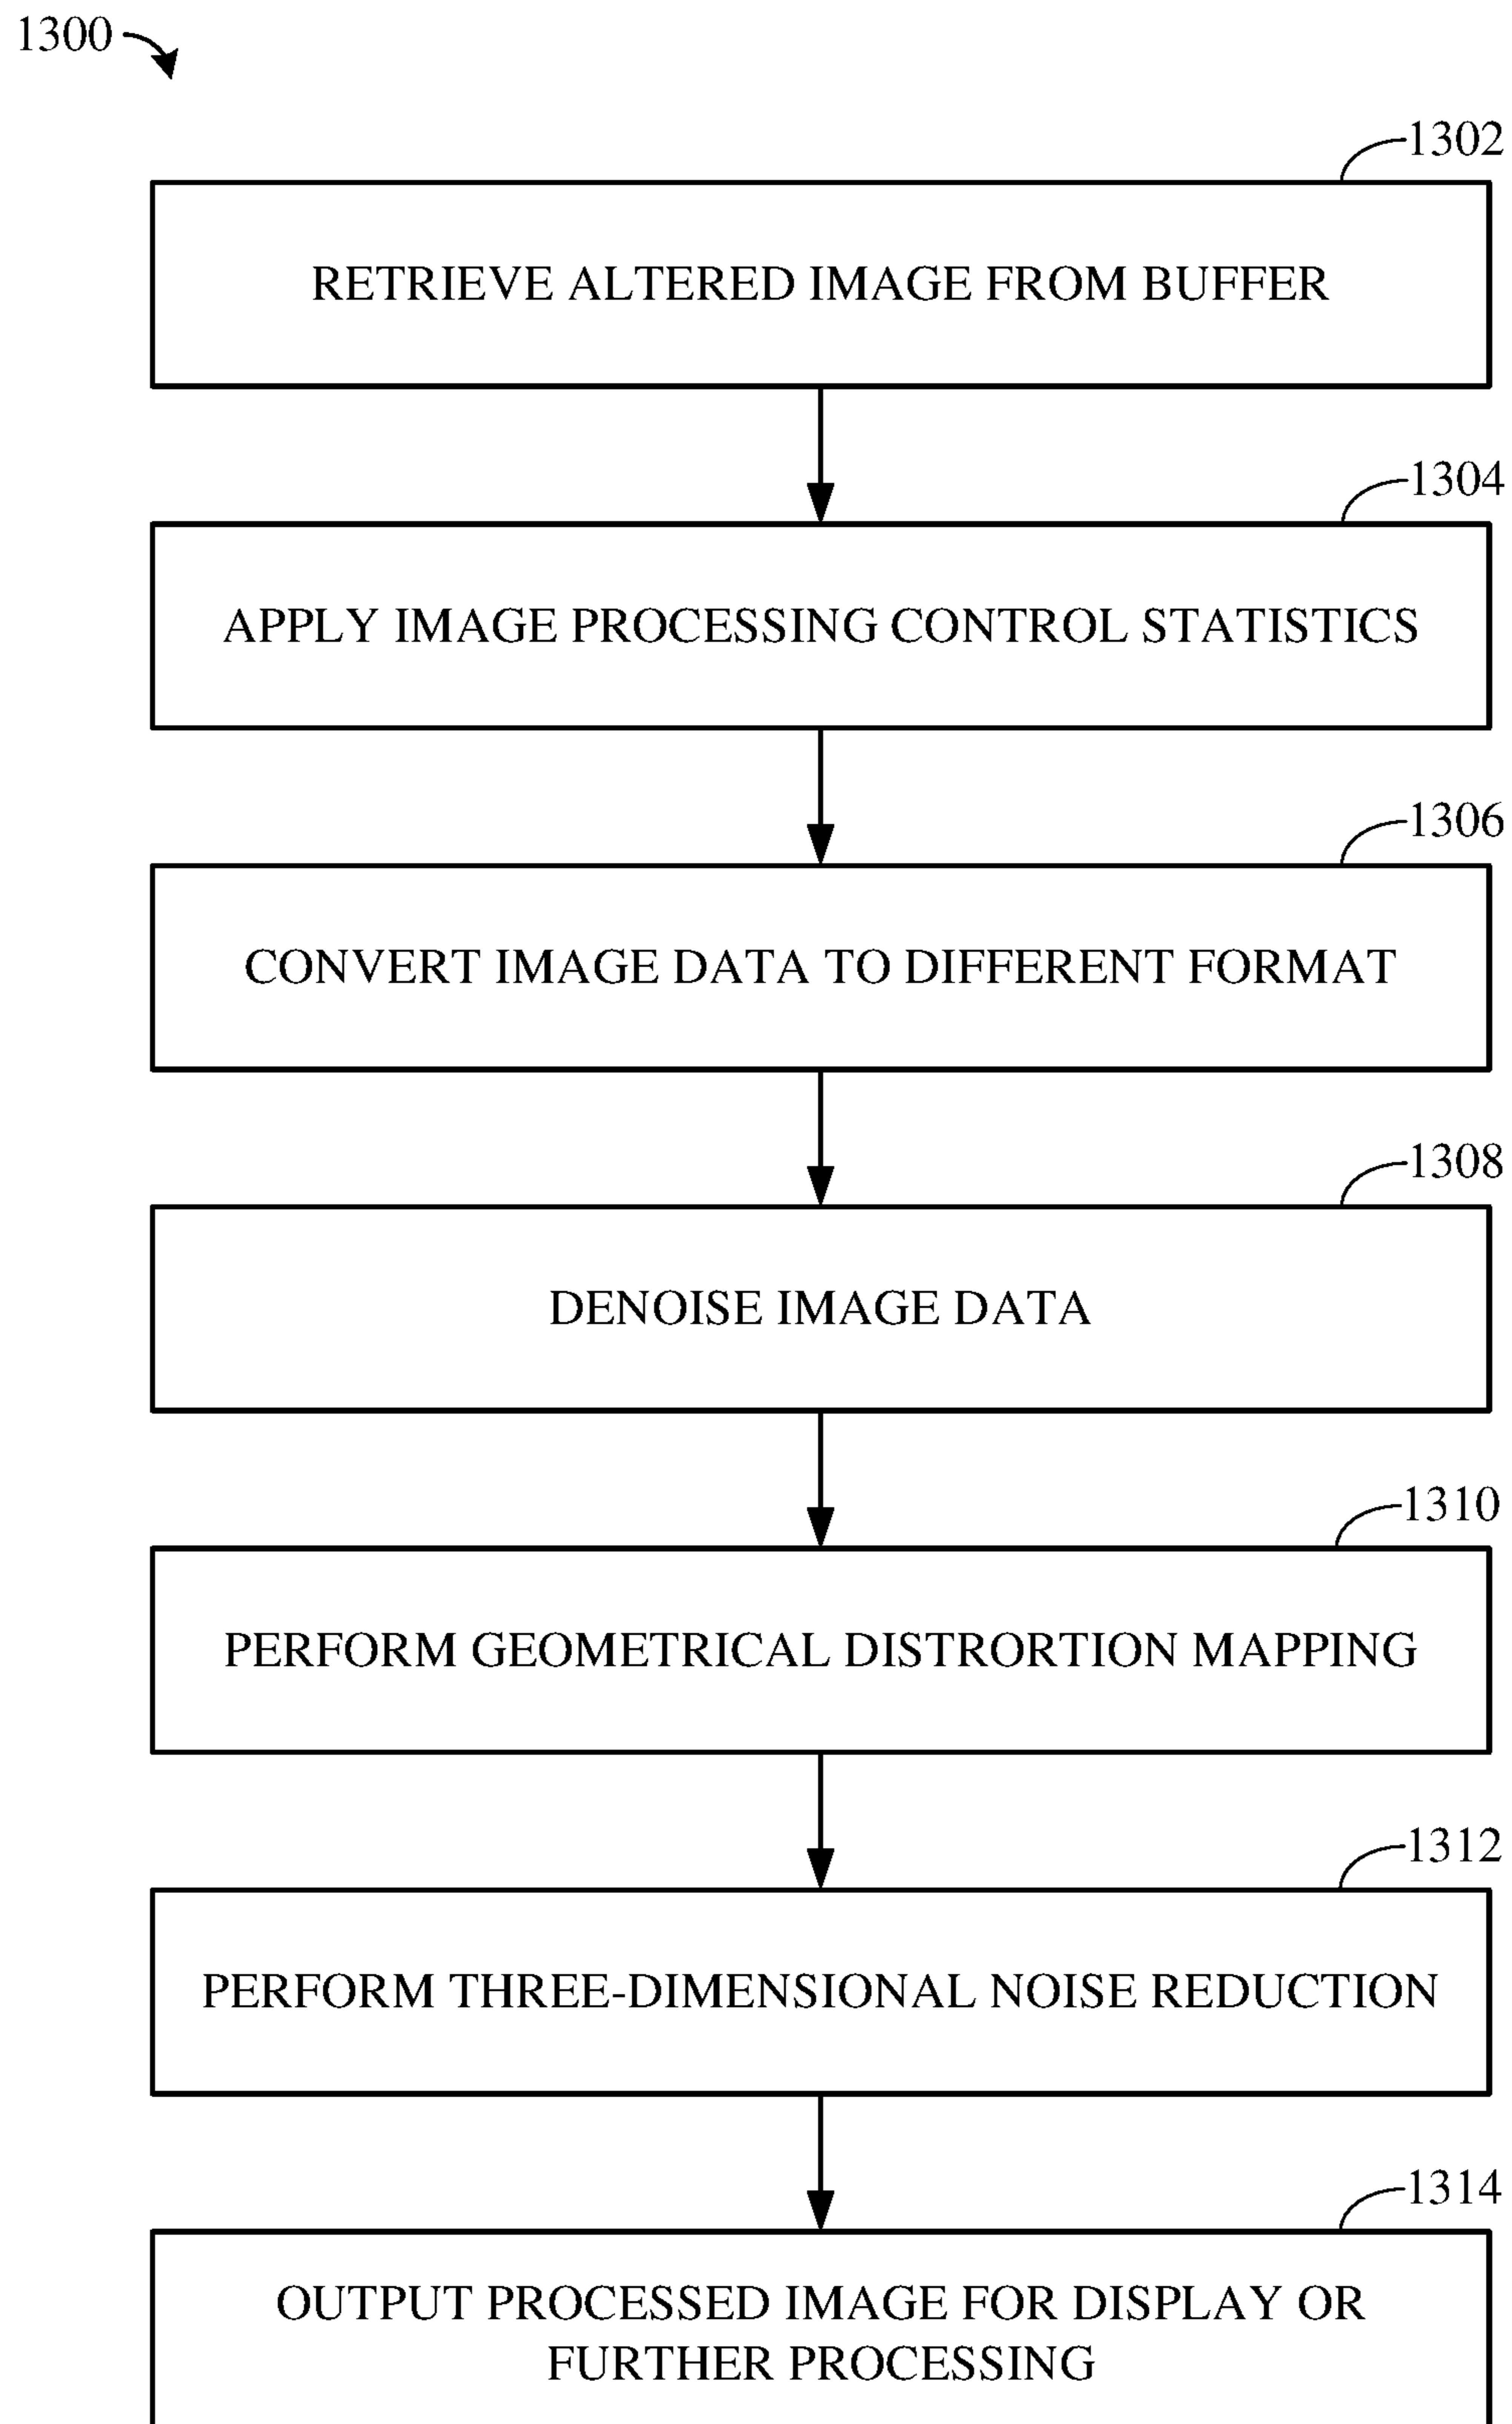 1300
1302
RETRIEVE ALTERED IMAGE FROM BUFFER
1304
APPLY IMAGE PROCESSING CONTROL STATISTICS
1306
CONVERT IMAGE DATA TO DIFFERENT FORMAT
1308
DENOISE IMAGE DATA
1310
PERFORM GEOMETRICAL DISTRORTION MAPPING
1312
PERFORM THREE-DIMENSIONAL NOISE REDUCTION
1314
OUTPUT PROCESSED IMAGE FOR DISPLAY OR
FURTHER PROCESSING